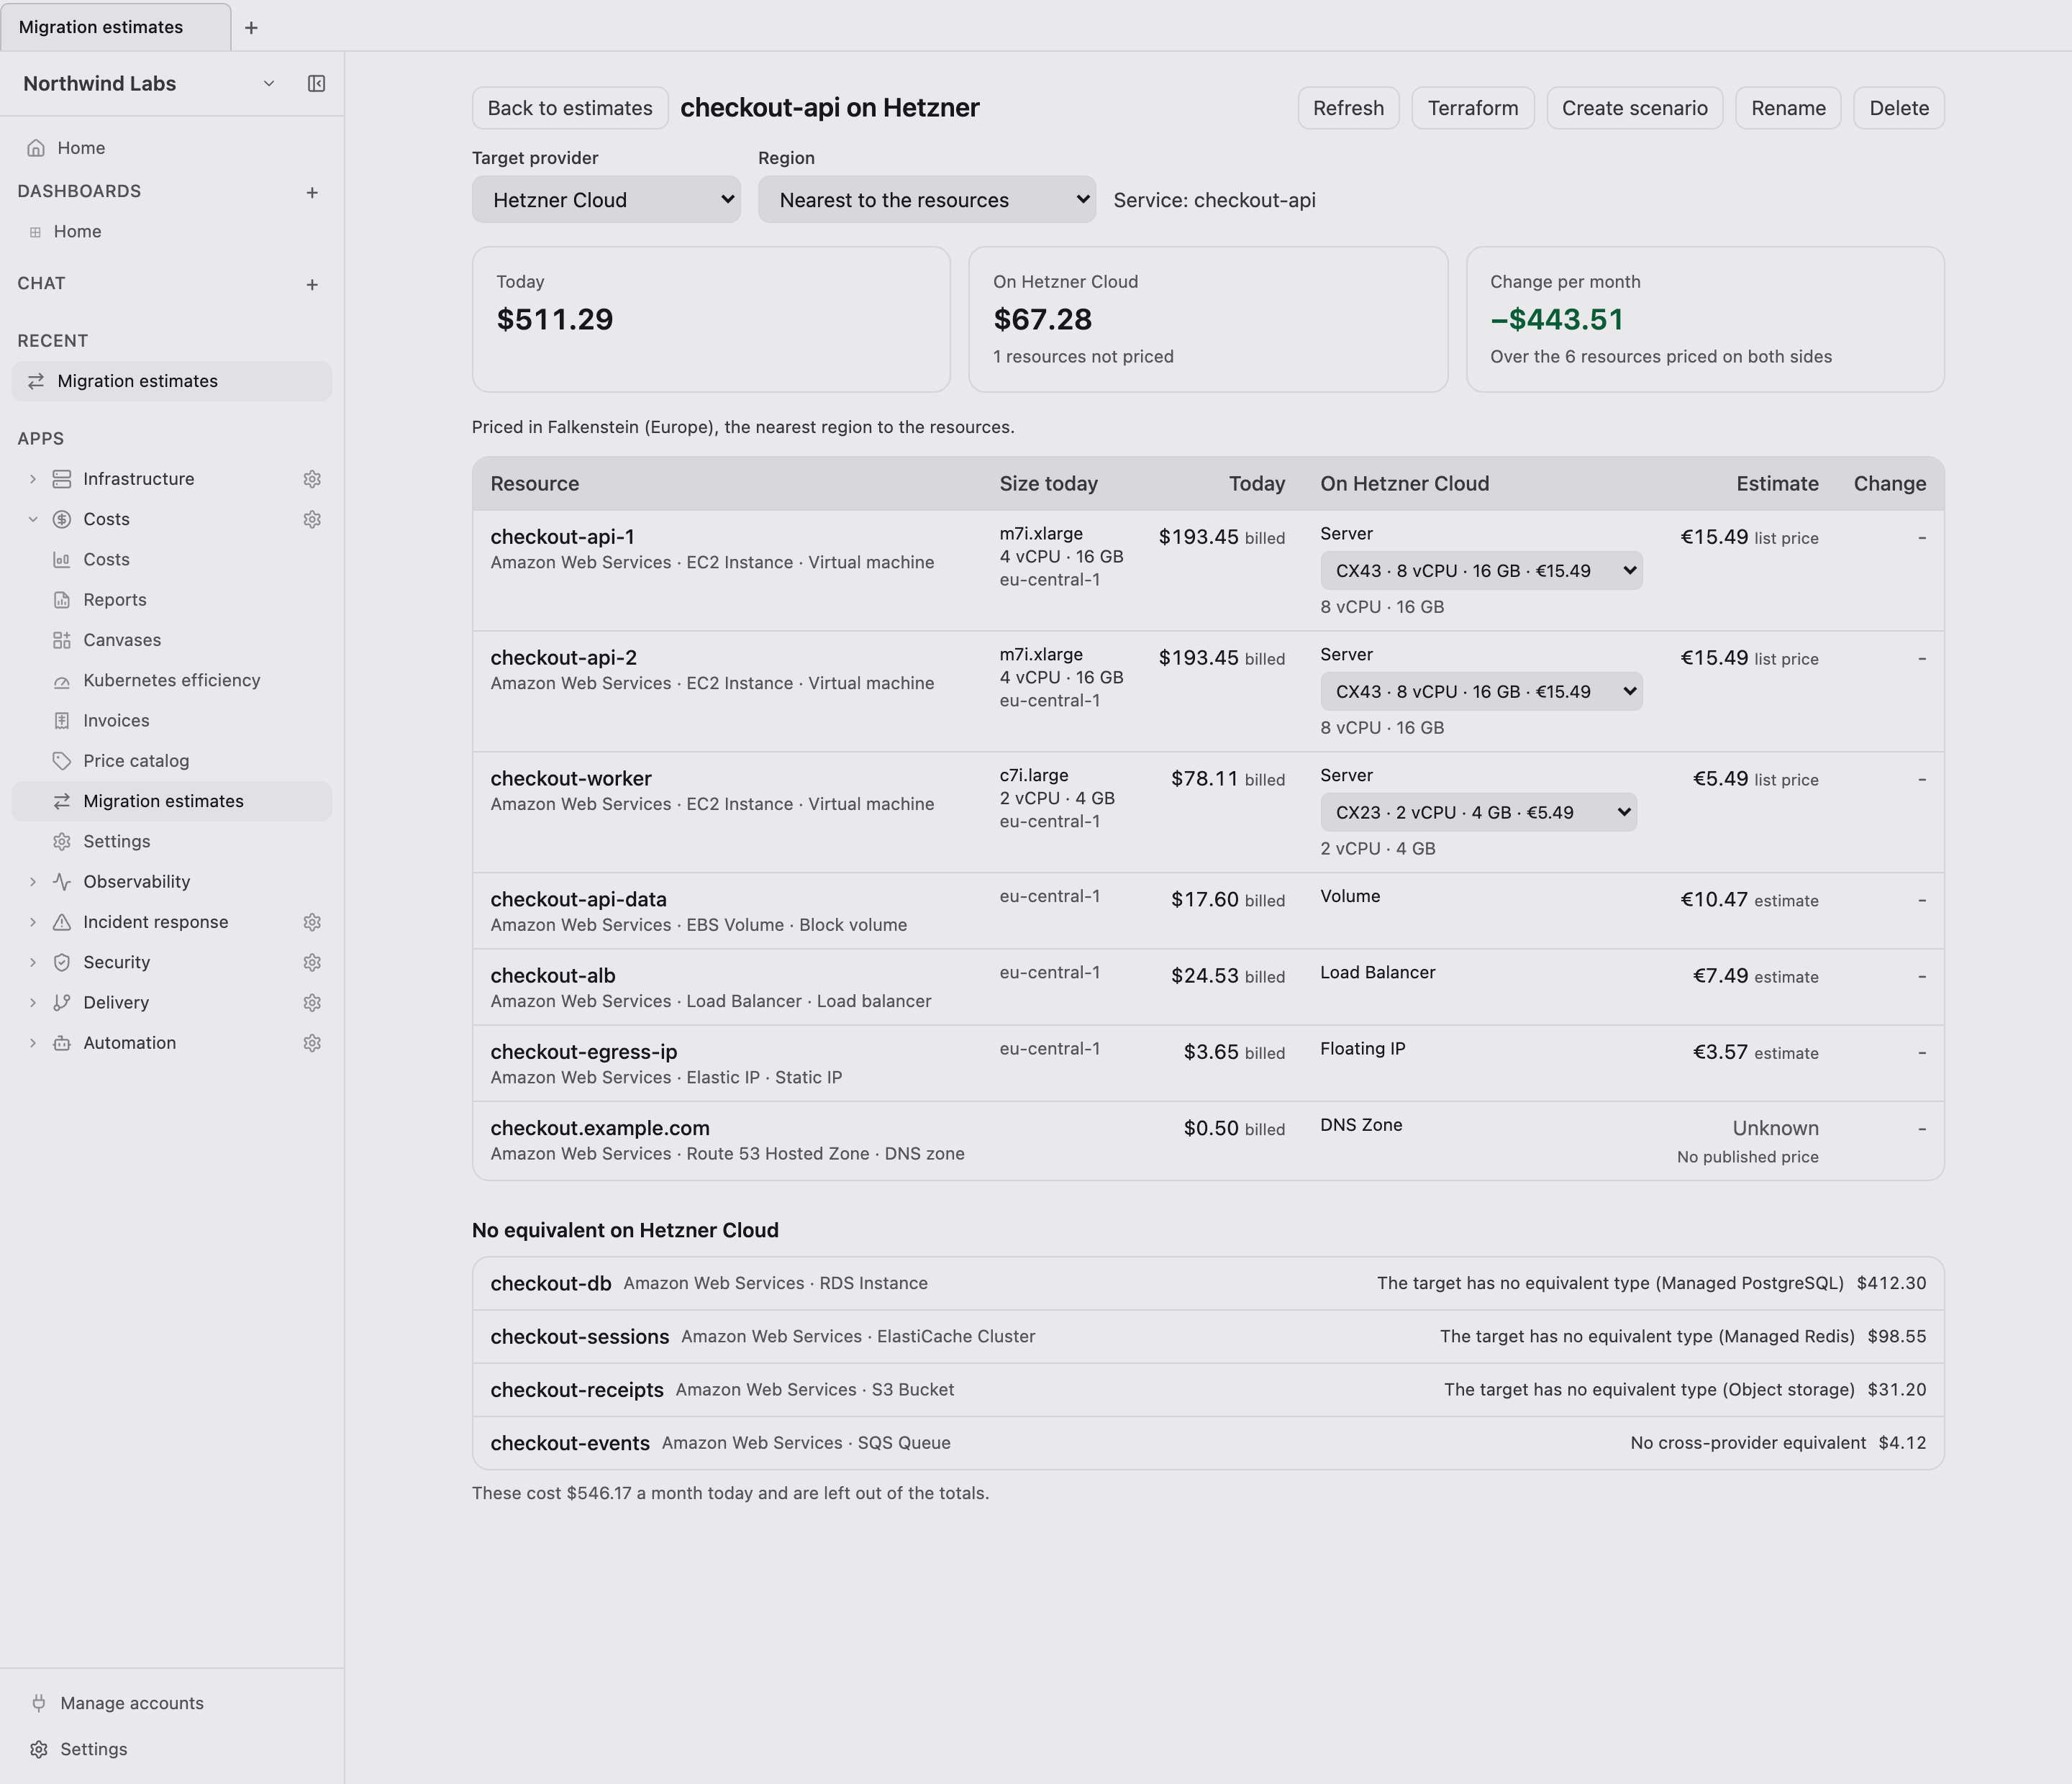 Migration estimates
Northwind Labs
Home
DASHBOARDS
Home
CHAT
RECENT
Migration estimates
APPS
Infrastructure
Costs
Costs
Reports
Canvases
Kubernetes efficiency
Invoices
Price catalog
Migration estimates
Settings
Observability
Incident response
Security
Delivery
Automation
Manage accounts
Settings
Back to estimates checkout-api on Hetzner Refresh Terraform Create scenario Rename Delete
Target provider Region
Hetzner Cloud Nearest to the resources Service: checkout-api
Today
$511.29
On Hetzner Cloud
$67.28
1 resources not priced
Change per month
–$443.51
Over the 6 resources priced on both sides
Priced in Falkenstein (Europe), the nearest region to the resources.
Resource Size today Today On Hetzner Cloud Estimate Change
checkout-api-1 m7i.xlarge $193.45 billed Server €15.49 list price -
Amazon Web Services · EC2 Instance · Virtual machine 4 vCPU · 16 GB CX43 · 8 vCPU · 16 GB · €15.49
eu-central-1 8 vCPU · 16 GB
checkout-api-2 m7i.xlarge $193.45 billed Server €15.49 list price -
Amazon Web Services · EC2 Instance · Virtual machine 4 vCPU · 16 GB CX43 · 8 vCPU · 16 GB · €15.49
eu-central-1 8 vCPU · 16 GB
checkout-worker c7i.large $78.11 billed Server €5.49 list price -
Amazon Web Services · EC2 Instance · Virtual machine 2 vCPU · 4 GB CX23 · 2 vCPU · 4 GB · €5.49
eu-central-1 2 vCPU · 4 GB
checkout-api-data eu-central-1 $17.60 billed Volume €10.47 estimate -
Amazon Web Services · EBS Volume · Block volume
checkout-alb eu-central-1 $24.53 billed Load Balancer €7.49 estimate -
Amazon Web Services · Load Balancer · Load balancer
checkout-egress-ip eu-central-1 $3.65 billed Floating IP €3.57 estimate -
Amazon Web Services · Elastic IP · Static IP
checkout.example.com $0.50 billed DNS Zone Unknown -
Amazon Web Services · Route 53 Hosted Zone · DNS zone No published price
No equivalent on Hetzner Cloud
checkout-db Amazon Web Services · RDS Instance The target has no equivalent type (Managed PostgreSQL) $412.30
checkout-sessions Amazon Web Services · ElastiCache Cluster The target has no equivalent type (Managed Redis) $98.55
checkout-receipts Amazon Web Services · S3 Bucket The target has no equivalent type (Object storage) $31.20
checkout-events Amazon Web Services · SQS Queue No cross-provider equivalent $4.12
These cost $546.17 a month today and are left out of the totals.